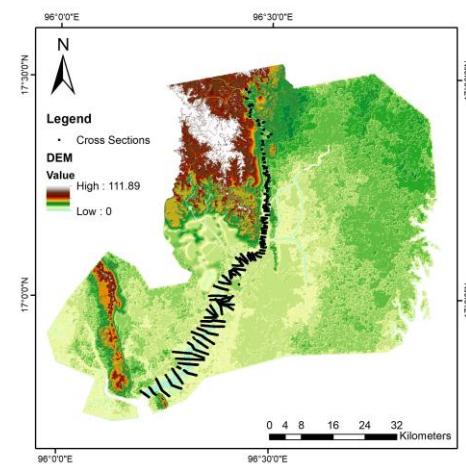 96°0'0"E 96°30'0"E
N
17°30'0"N
Legend
Cross Sections
DEM
Value
High : 111.89
Low : 0
17°0'0"N
0 4 8 16 24 32
Kilometers
96°0'0"E 96°30'0"E